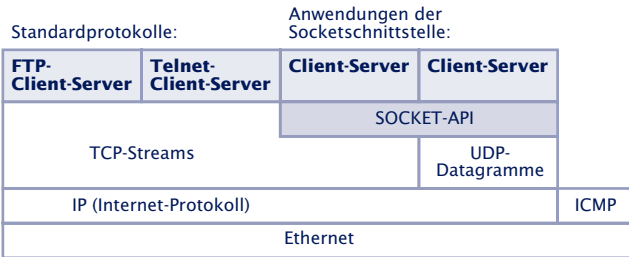 Standardprotokolle:
Anwendungen der
Socketschnittstelle:
FTP-
Client-Server
Telnet-
Client-Server
Client-Server
Client-Server
SOCKET-API
TCP-Streams
UDP-
Datagramme
IP (Internet-Protokoll)
ICMP
Ethernet